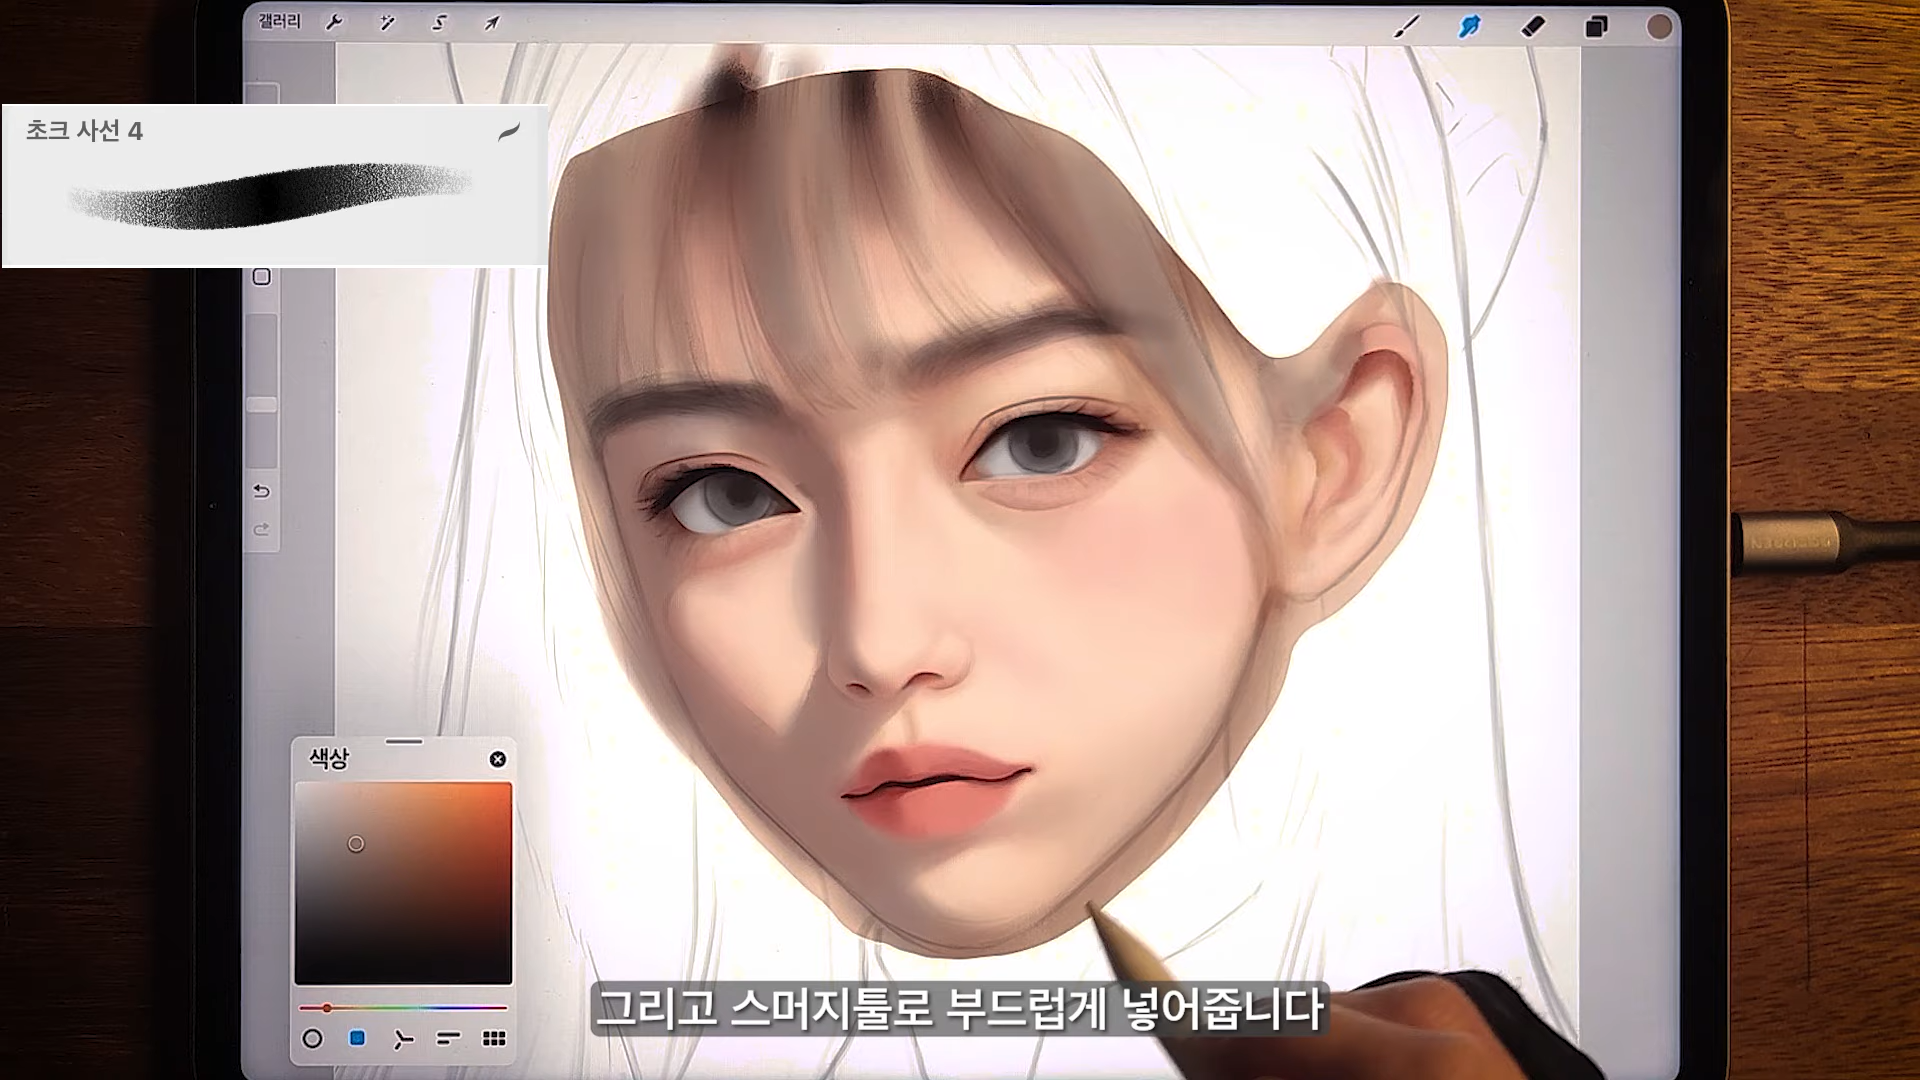 갤러리
초크 사선 4
색상
그리고 스머지툴로 부드럽게 넣어줍니다